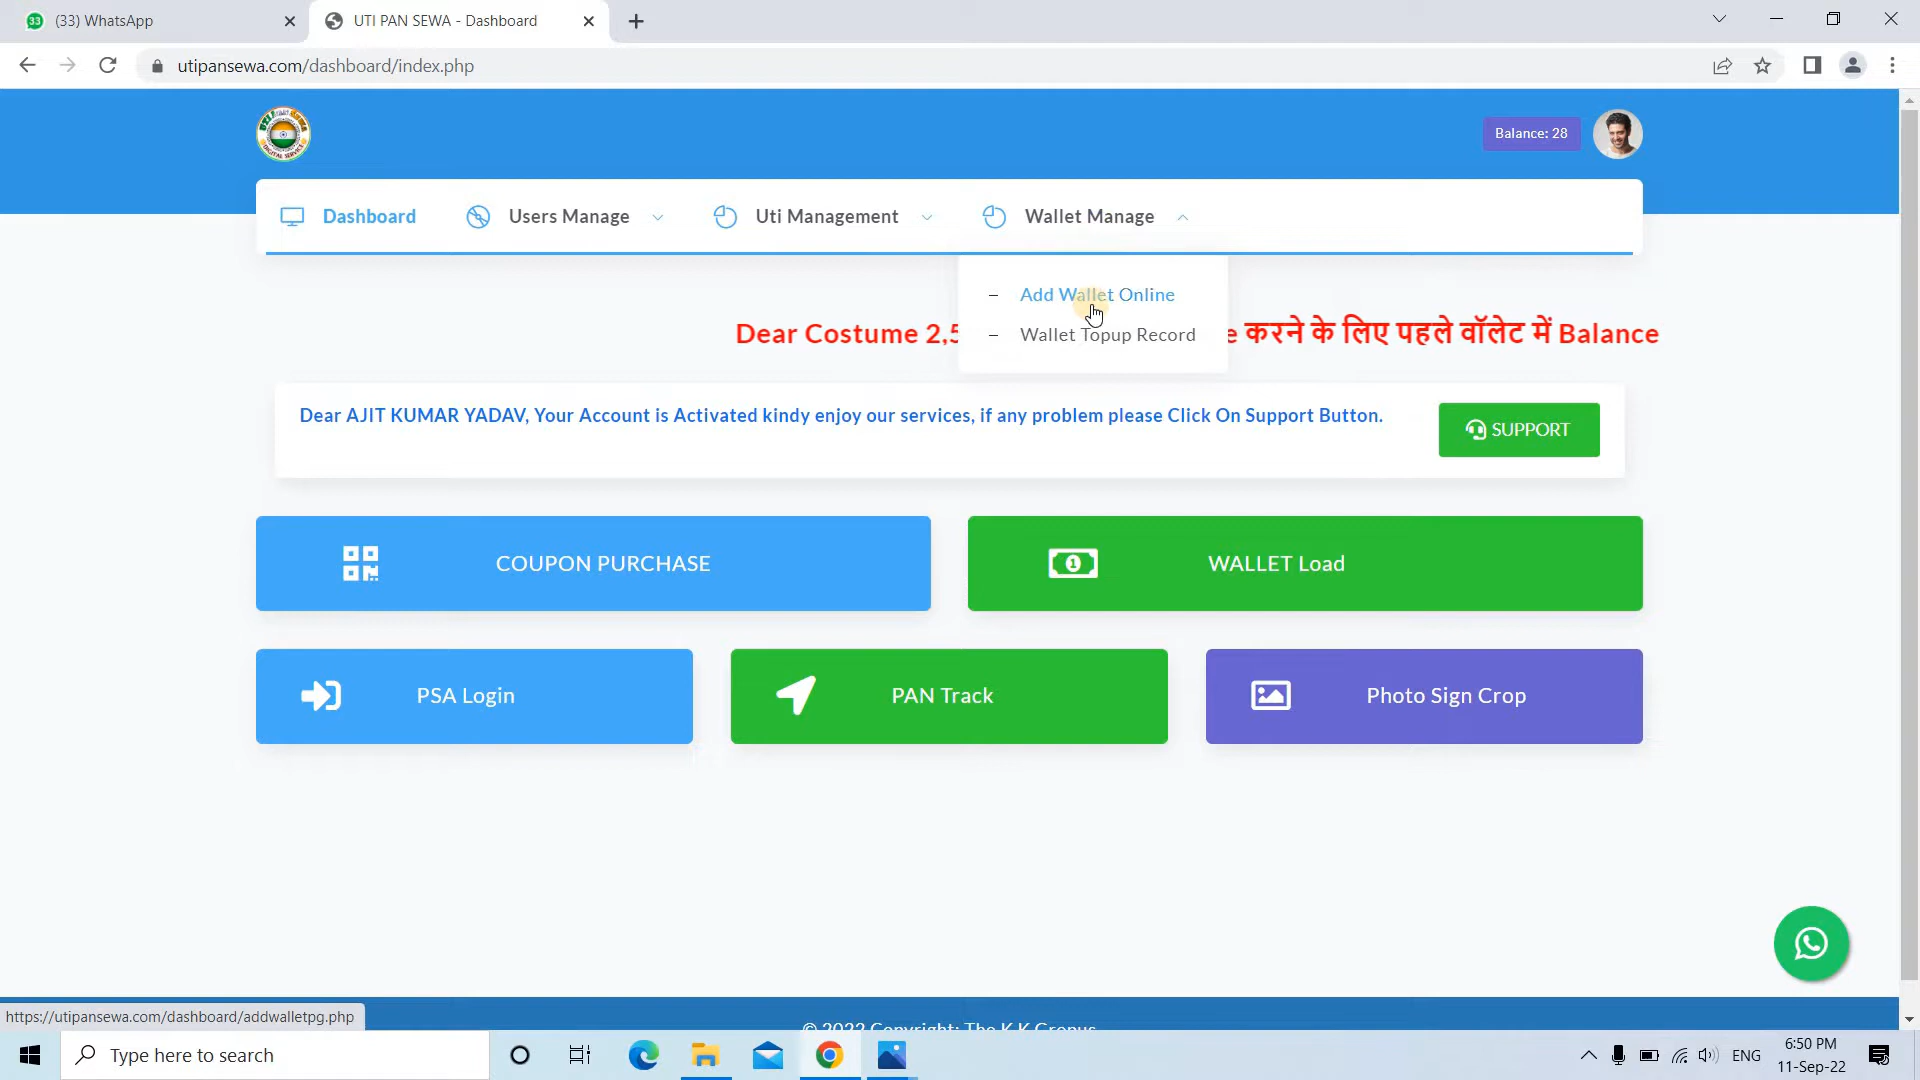 (33) WhatsApp
UTI PAN SEWA - Dashboard
utipansewa.com/dashboard/index.php
Balance: 28
Dashboard
Users Manage
Uti Management
Wallet Manage
– Add Wallet Online
– Wallet Topup Record
Dear Costume 2,5 e करने के लिए पहले वॉलेट में Balance
Dear AJIT KUMAR YADAV, Your Account is Activated kindy enjoy our services, if any problem please Click On Support Button.
SUPPORT
COUPON PURCHASE
WALLET Load
PSA Login
PAN Track
Photo Sign Crop
https://utipansewa.com/dashboard/addwalletpg.php
© 2022 Copyright: The K K Gropus
Type here to search
ENG
6:50 PM
11-Sep-22